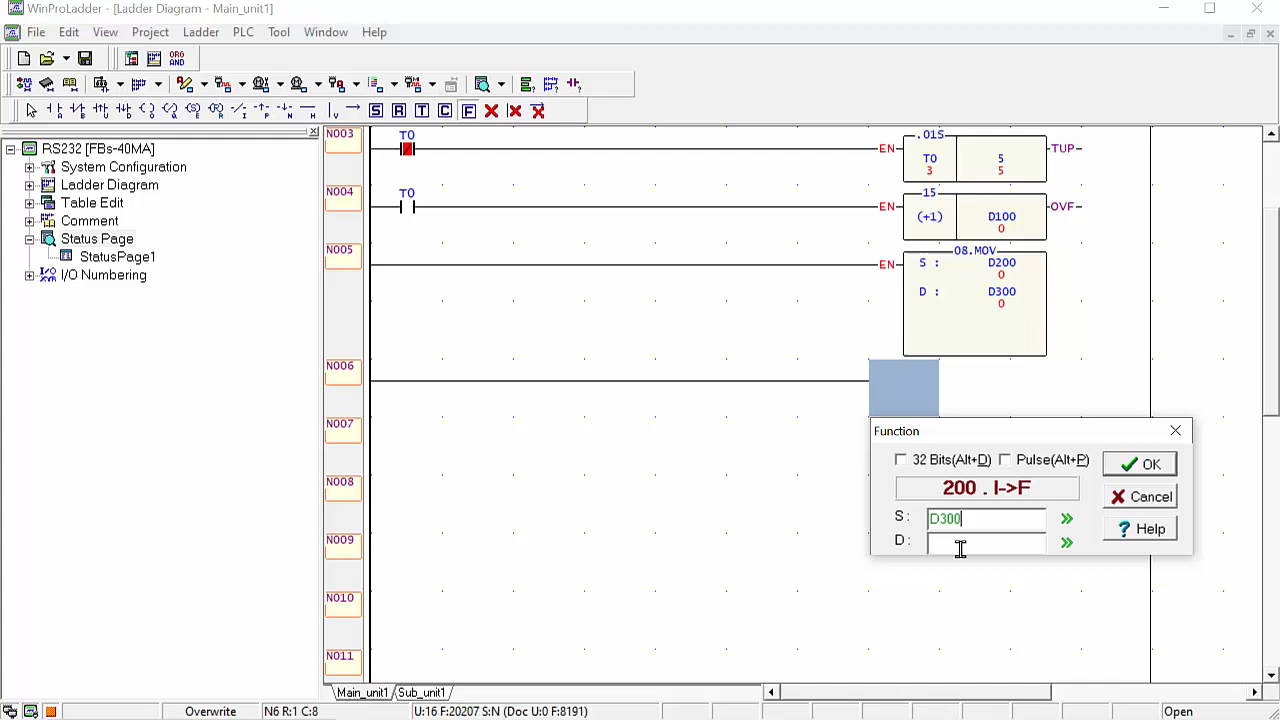 WinProLadder - [Ladder Diagram - Main_unit1]
File Edit View Project Ladder PLC Tool Window Help
ORG
AND
A B U D O Q S R I P N H V
S R T C F
RS232 [FBs-40MA]
System Configuration
Ladder Diagram
Table Edit
Comment
Status Page
StatusPage1
I/O Numbering
N003
T0
EN
.01S
T0 5
3 5
TUP
N004
T0
EN
15
(+1) D100
0
OVF
N005
EN
08.MOV
S : D200
0
D : D300
0
N006
N007
N008
N009
N010
N011
Function
32 Bits(Alt+D) Pulse(Alt+P)
OK
200 . I->F
Cancel
S : D300
Help
D :
Main_unit1 Sub_unit1
Overwrite N6 R:1 C:8 U:16 F:20207 S:N (Doc U:0 F:8191) Open